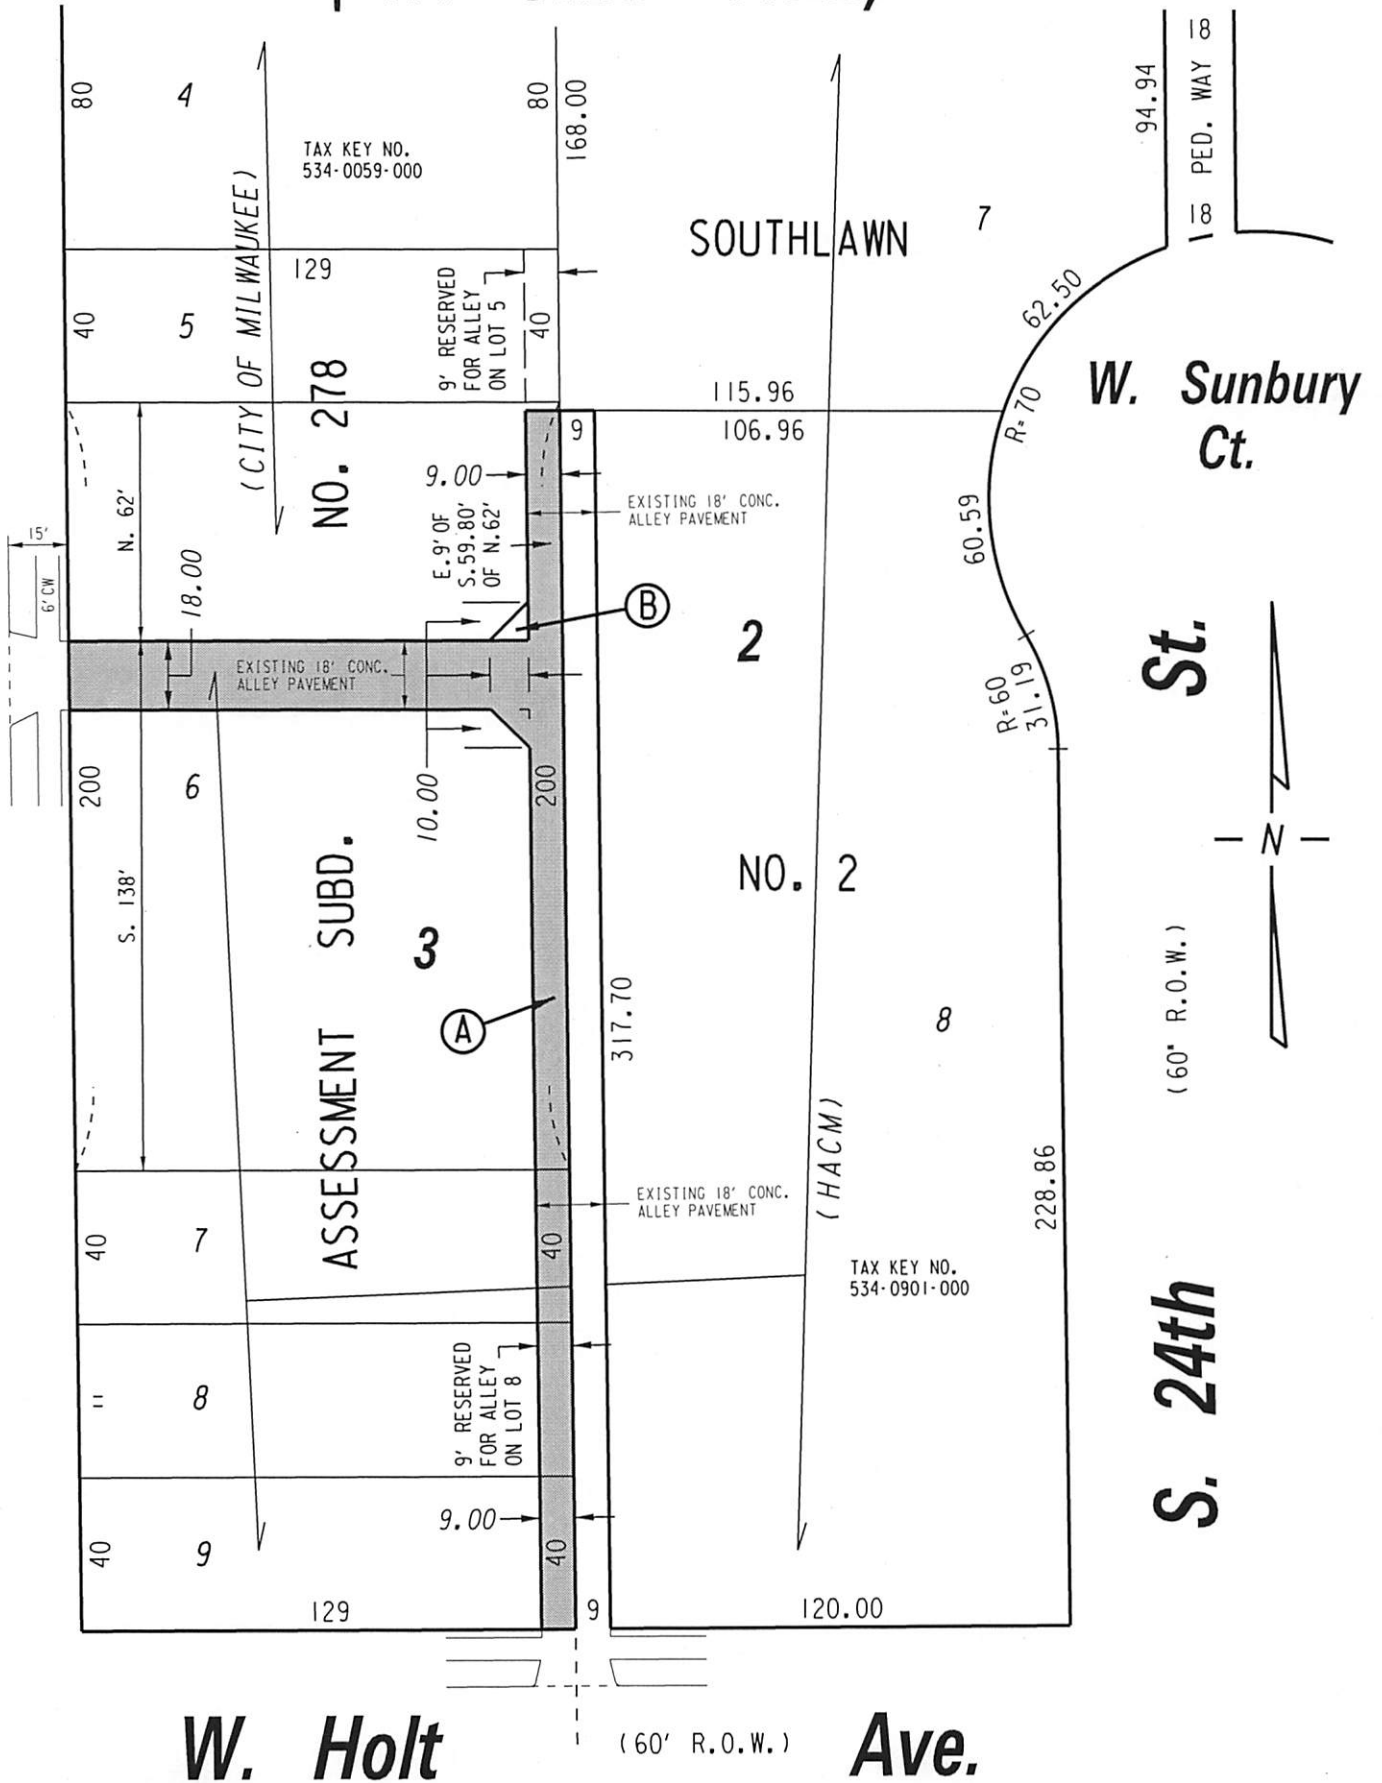 18
PED. WAY
18
94.94
80
4
80
168.00
TAX KEY NO.
534-0059-000
(CITY OF MILWAUKEE)
SOUTHLAWN
7
129
40
5
9' RESERVED
FOR ALLEY
ON LOT 5
40
62.50
NO. 278
115.96
106.96
R=70
W. Sunbury
Ct.
9
9.00
EXISTING 18' CONC.
ALLEY PAVEMENT
N. 62'
15'
6' CW
18.00
E. 9' OF
S. 59.80'
OF N. 62'
60.59
B
2
EXISTING 18' CONC.
ALLEY PAVEMENT
R=60
31.19
St.
200
6
10.00
200
S. 138'
NO. 2
N
ASSESSMENT SUBD.
3
A
317.70
8
(60' R.O.W.)
(HACM)
228.86
EXISTING 18' CONC.
ALLEY PAVEMENT
40
7
40
TAX KEY NO.
534-0901-000
S. 24th
"
8
9' RESERVED
FOR ALLEY
ON LOT 8
9.00
40
9
40
129
9
120.00
W. Holt
(60' R.O.W.)
Ave.